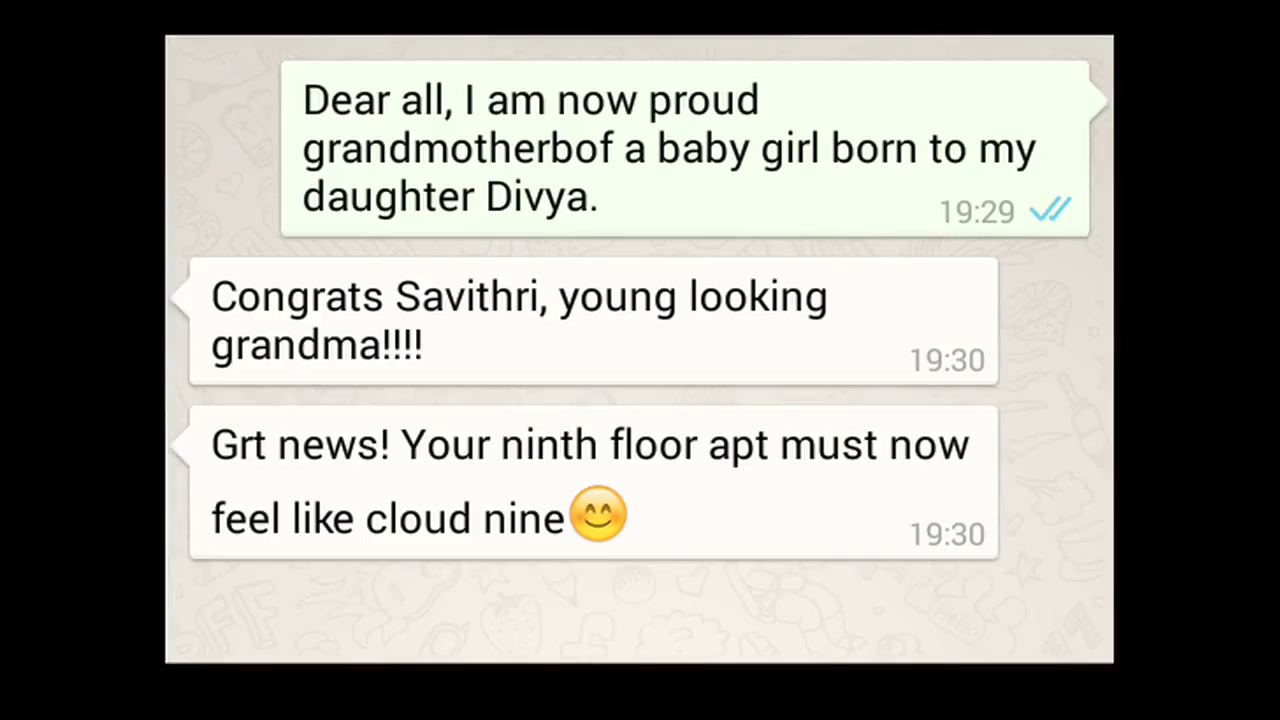 Dear all, I am now proud
grandmotherbof a baby girl born to my
daughter Divya.
19:29
Congrats Savithri, young looking
grandma!!!!
19:30
Grt news! Your ninth floor apt must now
feel like cloud nine😊
19:30